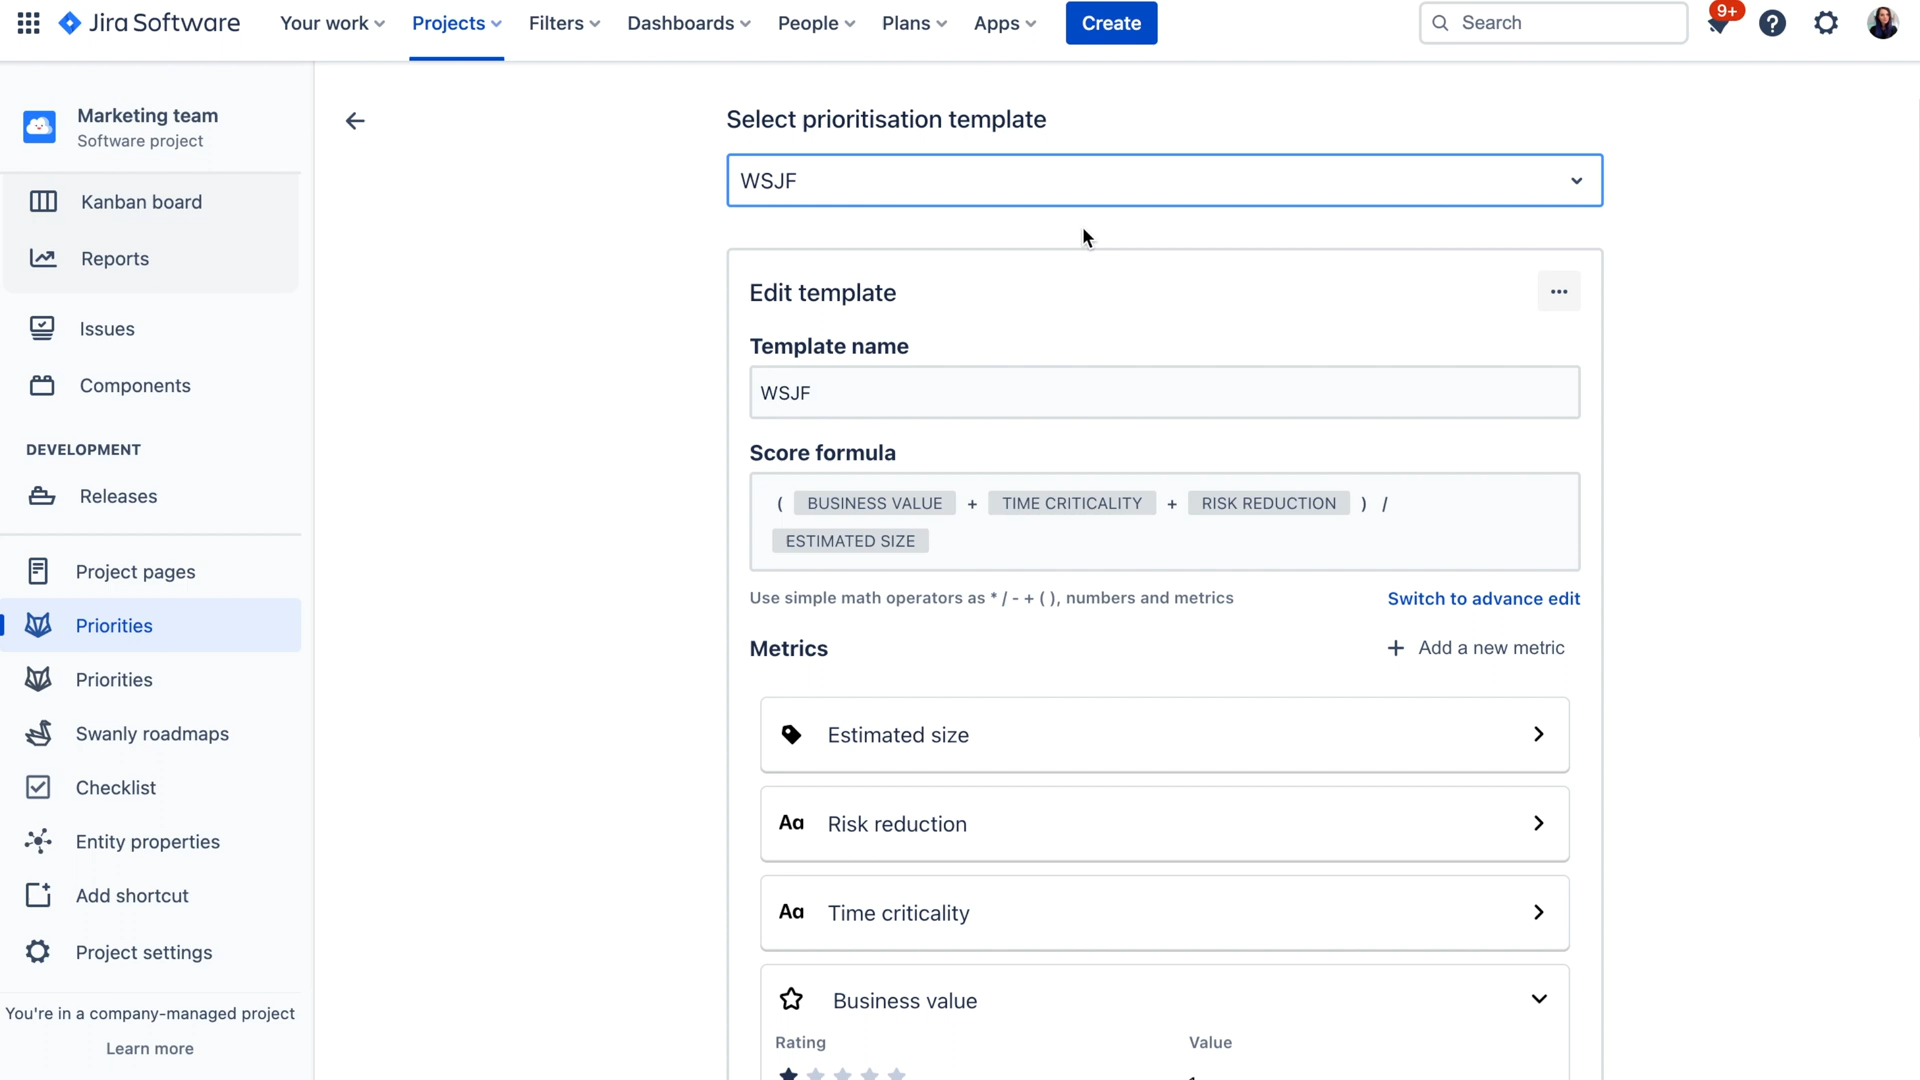 Jira Software
Your work
Projects
Filters
Dashboards
People
Plans
Apps
Create
Search
9+
Marketing team
Software project
Kanban board
Reports
Issues
Components
DEVELOPMENT
Releases
Project pages
Priorities
Priorities
Swanly roadmaps
Checklist
Entity properties
Add shortcut
Project settings
You're in a company-managed project
Learn more
Select prioritisation template
WSJF
Edit template
Template name
WSJF
Score formula
( BUSINESS VALUE + TIME CRITICALITY + RISK REDUCTION ) /
ESTIMATED SIZE
Use simple math operators as * / - + ( ), numbers and metrics
Switch to advance edit
Metrics
+ Add a new metric
Estimated size
Aa Risk reduction
Aa Time criticality
Business value
Rating Value